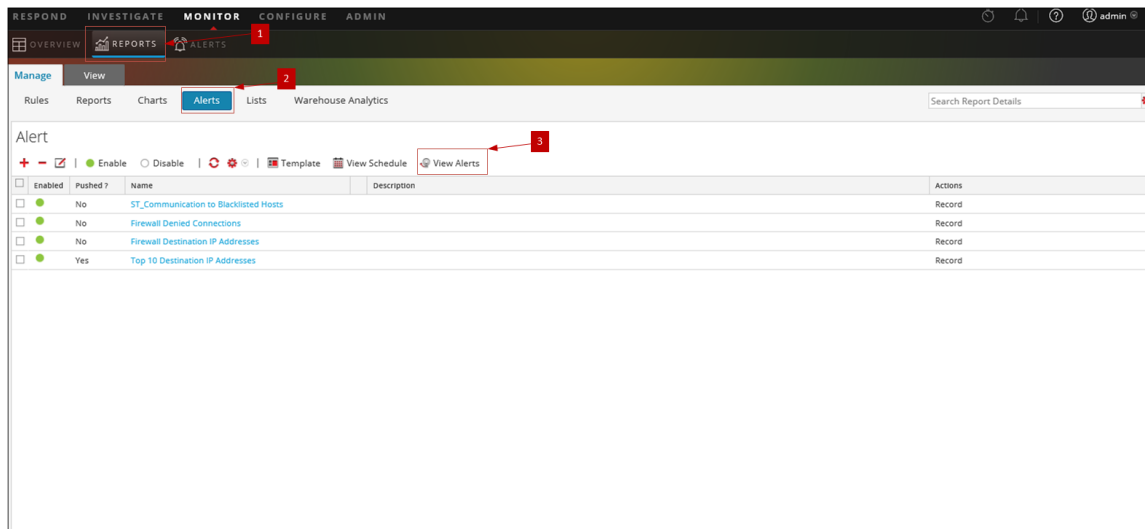 RESPOND INVESTIGATE MONITOR CONFIGURE ADMIN admin
OVERVIEW REPORTS ALERTS 1
Manage View 2
Rules Reports Charts Alerts Lists Warehouse Analytics Search Report Details
Alert 3
Enable Disable Template View Schedule View Alerts
Enabled Pushed ? Name Description Actions
No ST_Communication to Blacklisted Hosts Record
No Firewall Denied Connections Record
No Firewall Destination IP Addresses Record
Yes Top 10 Destination IP Addresses Record